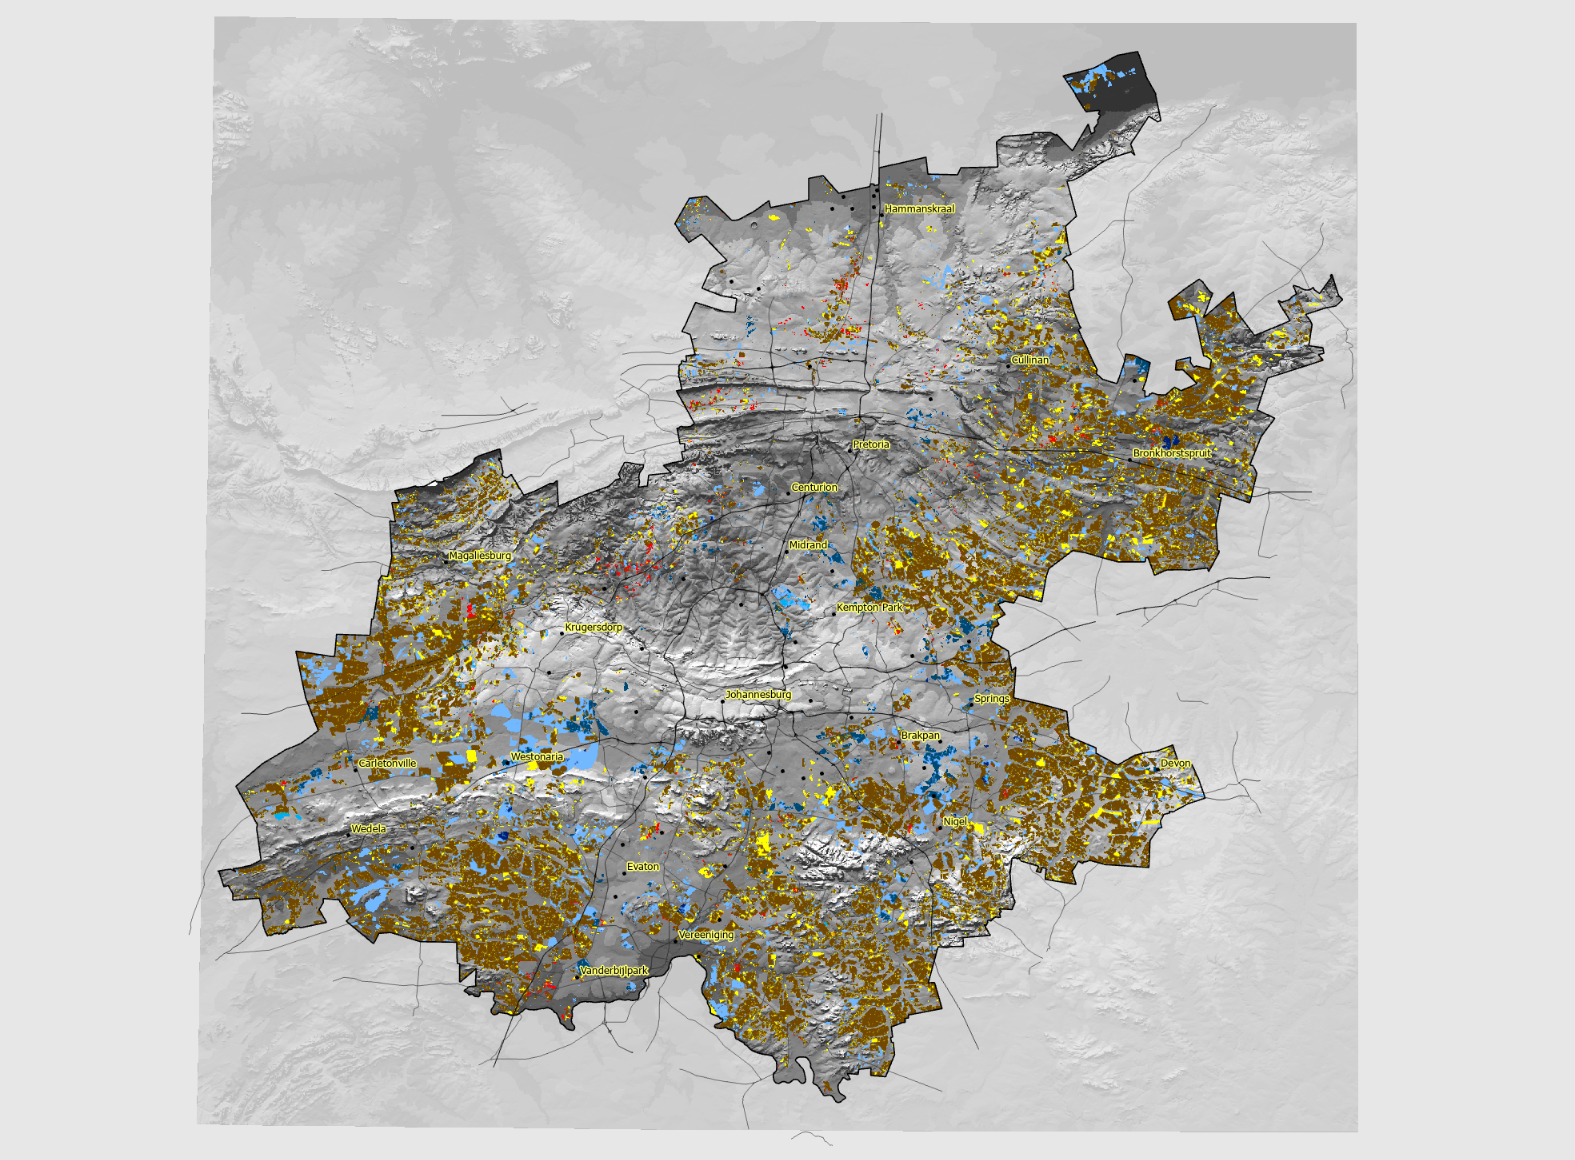 Hammanskraal
Cullinan
Pretoria
Bronkhorstspruit
Centurion
Midrand
Magaliesburg
Kempton Park
Krugersdorp
Johannesburg
Springs
Brakpan
Westonaria
Carletonville
Devon
Nigel
Wedela
Evaton
Vereeniging
Vanderbijlpark